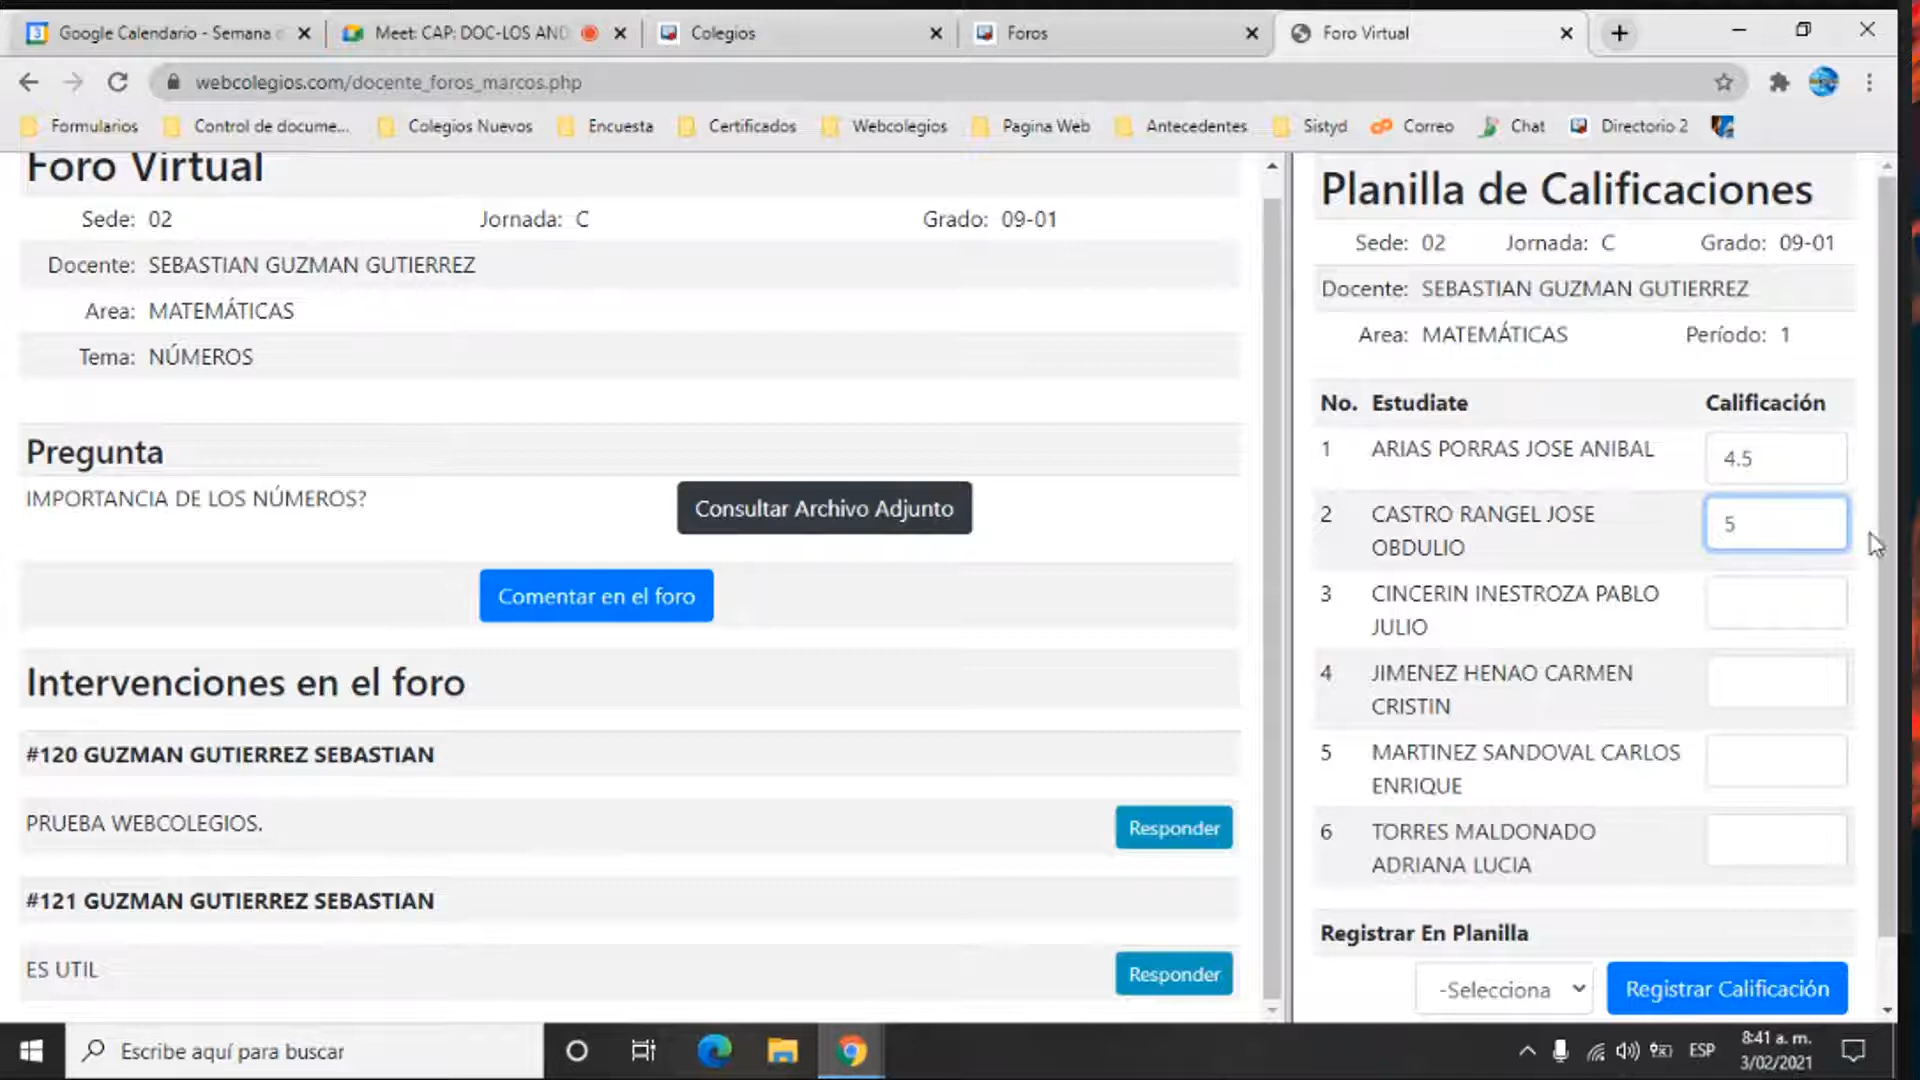 Google Calendario - Semana
Meet: CAP: DOC-LOS AND
Colegios
Foros
Foro Virtual
webcolegios.com/docente_foros_marcos.php
Formularios
Control de docume...
Colegios Nuevos
Encuesta
Certificados
Webcolegios
Pagina Web
Antecedentes
Sistyd
Correo
Chat
Directorio 2
Foro Virtual
Sede: 02 Jornada: C Grado: 09-01
Docente: SEBASTIAN GUZMAN GUTIERREZ
Area: MATEMÁTICAS
Tema: NÚMEROS
Pregunta
IMPORTANCIA DE LOS NÚMEROS?
Consultar Archivo Adjunto
Comentar en el foro
Intervenciones en el foro
#120 GUZMAN GUTIERREZ SEBASTIAN
PRUEBA WEBCOLEGIOS.
Responder
#121 GUZMAN GUTIERREZ SEBASTIAN
ES UTIL
Responder
Planilla de Calificaciones
Sede: 02 Jornada: C Grado: 09-01
Docente: SEBASTIAN GUZMAN GUTIERREZ
Area: MATEMÁTICAS Período: 1
No. Estudiate Calificación
1 ARIAS PORRAS JOSE ANIBAL 4.5
2 CASTRO RANGEL JOSE
OBDULIO 5
3 CINCERIN INESTROZA PABLO
JULIO
4 JIMENEZ HENAO CARMEN
CRISTIN
5 MARTINEZ SANDOVAL CARLOS
ENRIQUE
6 TORRES MALDONADO
ADRIANA LUCIA
Registrar En Planilla
-Selecciona
Registrar Calificación
Escribe aquí para buscar
ESP
8:41 a. m.
3/02/2021